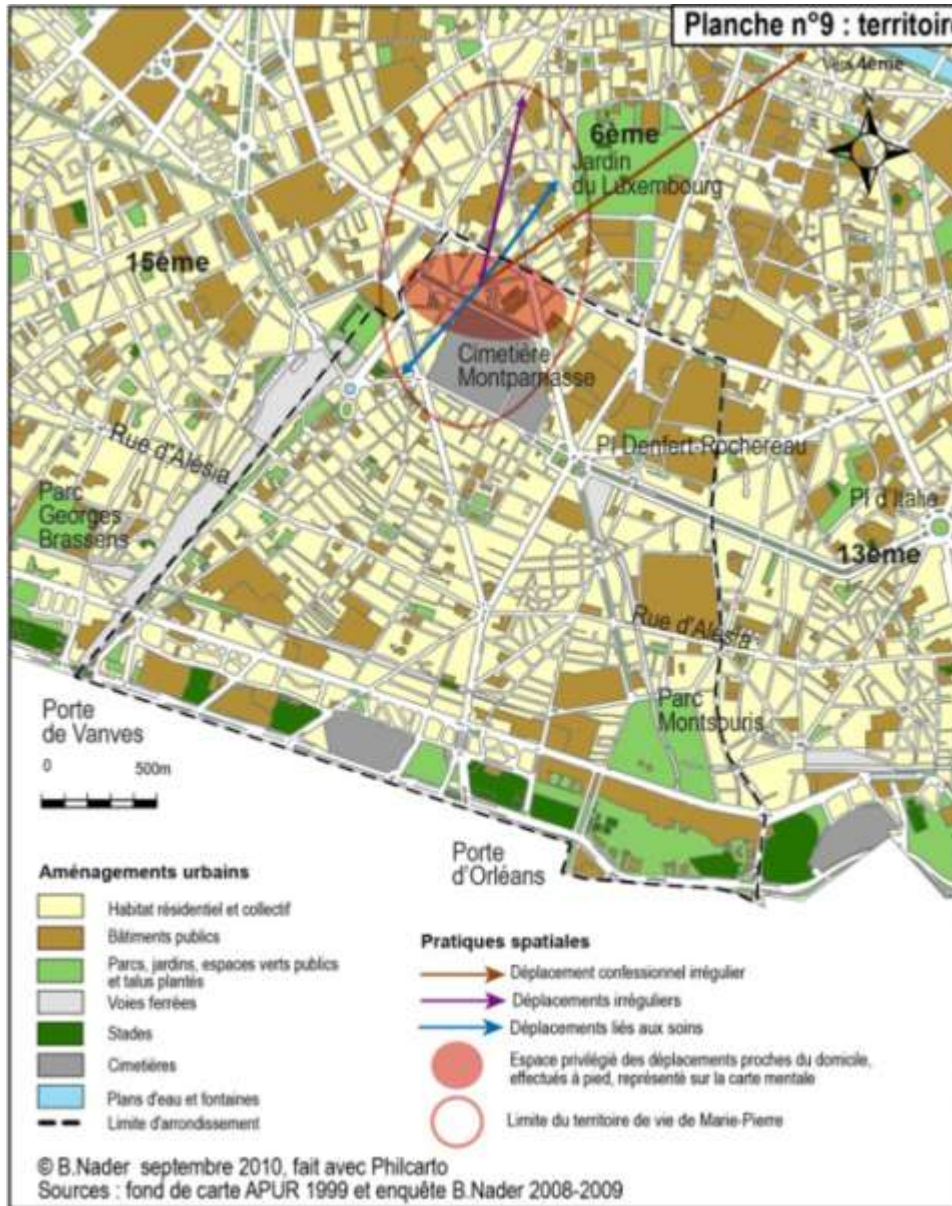 Planche n°9 : territoire
4ème
N
6ème
Jardin
du Luxembourg
15ème
Cimetière
Montparnasse
Rue d'Alésia
Pl Denfert-Rochereau
Parc
Georges
Brassens
Pl d'Italie
13ème
Rue d'Alésia
Parc
Montsouris
Porte
de Vanves
0 500m
Porte
d'Orléans
Aménagements urbains
Habitat résidentiel et collectif
Bâtiments publics
Parcs, jardins, espaces verts publics
et talus plantés
Voies ferrées
Stades
Cimetières
Plans d'eau et fontaines
Limite d'arrondissement
Pratiques spatiales
Déplacement confessionnel irrégulier
Déplacements irréguliers
Déplacements liés aux soins
Espace privilégié des déplacements proches du domicile,
effectués à pied, représenté sur la carte mentale
Limite du territoire de vie de Marie-Pierre
© B.Nader septembre 2010, fait avec Philcarto
Sources : fond de carte APUR 1999 et enquête B.Nader 2008-2009